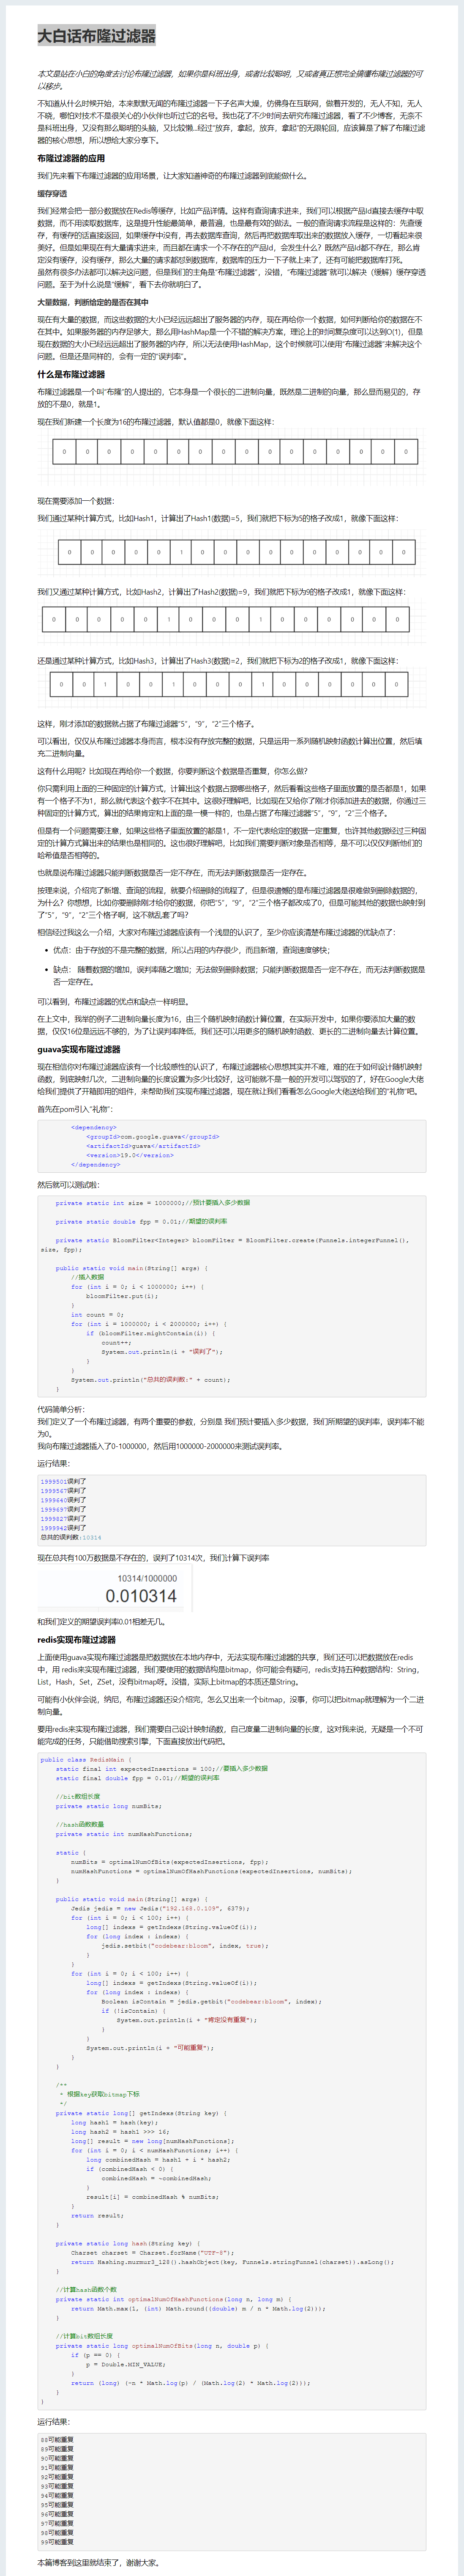 大白话布隆过滤器
本文是站在小白的角度去讨论布隆过滤器，如果你是科班出身，或者比较聪明，又或者真正想完全搞懂布隆过滤器的可
以移步。
不知道从什么时候开始，本来默默无闻的布隆过滤器一下子名声大燥，仿佛身在互联网，做着开发的，无人不知，无人
不晓，哪怕对技术不是很关心的小伙伴也听过它的名号。我也花了不少时间去研究布隆过滤器，看了不少博客，无奈不
是科班出身，又没有那么聪明的头脑，又比较懒...经过“放弃，拿起，放弃，拿起”的无限轮回，应该算是了解了布隆过滤
器的核心思想，所以想给大家分享下。
布隆过滤器的应用
我们先来看下布隆过滤器的应用场景，让大家知道神奇的布隆过滤器到底能做什么。
缓存穿透
我们经常会把一部分数据放在Redis等缓存，比如产品详情。这样有查询请求进来，我们可以根据产品Id直接去缓存中取
数据，而不用读取数据库，这是提升性能最简单，最普遍，也是最有效的做法。一般的查询请求流程是这样的：先查缓
存，有缓存的话直接返回，如果缓存中没有，再去数据库查询，然后再把数据库取出来的数据放入缓存，一切看起来很
美好。但是如果现在有大量请求进来，而且都在请求一个不存在的产品Id，会发生什么？既然产品Id都不存在，那么肯
定没有缓存，没有缓存，那么大量的请求都怼到数据库，数据库的压力一下子就上来了，还有可能把数据库打死。
虽然有很多办法都可以解决这问题，但是我们的主角是“布隆过滤器”，没错，“布隆过滤器”就可以解决（缓解）缓存穿透
问题。至于为什么说是“缓解”，看下去你就明白了。
大量数据，判断给定的是否在其中
现在有大量的数据，而这些数据的大小已经远远超出了服务器的内存，现在再给你一个数据，如何判断给你的数据在不
在其中。如果服务器的内存足够大，那么用HashMap是一个不错的解决方案，理论上的时间复杂度可以达到O(1)，但是
现在数据的大小已经远远超出了服务器的内存，所以无法使用HashMap，这个时候就可以使用“布隆过滤器”来解决这个
问题。但是还是同样的，会有一定的“误判率”。
什么是布隆过滤器
布隆过滤器是一个叫“布隆”的人提出的，它本身是一个很长的二进制向量，既然是二进制的向量，那么显而易见的，存
放的不是0，就是1。
现在我们新建一个长度为16的布隆过滤器，默认值都是0，就像下面这样：
0 0 0 0 0 0 0 0 0 0 0 0 0 0 0 0
现在需要添加一个数据：
我们通过某种计算方式，比如Hash1，计算出了Hash1(数据)=5，我们就把下标为5的格子改成1，就像下面这样：
0 0 0 0 0 1 0 0 0 0 0 0 0 0 0 0
我们又通过某种计算方式，比如Hash2，计算出了Hash2(数据)=9，我们就把下标为9的格子改成1，就像下面这样：
0 0 0 0 0 1 0 0 0 1 0 0 0 0 0 0
还是通过某种计算方式，比如Hash3，计算出了Hash3(数据)=2，我们就把下标为2的格子改成1，就像下面这样：
0 0 1 0 0 1 0 0 0 1 0 0 0 0 0 0
这样，刚才添加的数据就占据了布隆过滤器“5”，“9”，“2”三个格子。
可以看出，仅仅从布隆过滤器本身而言，根本没有存放完整的数据，只是运用一系列随机映射函数计算出位置，然后填
充二进制向量。
这有什么用呢？比如现在再给你一个数据，你要判断这个数据是否重复，你怎么做？
你只需利用上面的三种固定的计算方式，计算出这个数据占据哪些格子，然后看看这些格子里面放置的是否都是1，如果
有一个格子不为1，那么就代表这个数字不在其中。这很好理解吧，比如现在又给你了刚才你添加进去的数据，你通过三
种固定的计算方式，算出的结果肯定和上面的是一模一样的，也是占据了布隆过滤器“5”，“9”，“2”三个格子。
但是有一个问题需要注意，如果这些格子里面放置的都是1，不一定代表给定的数据一定重复，也许其他数据经过三种固
定的计算方式算出来的结果也是相同的。这也很好理解吧，比如我们需要判断对象是否相等，是不可以仅仅判断他们的
哈希值是否相等的。
也就是说布隆过滤器只能判断数据是否一定不存在，而无法判断数据是否一定存在。
按理来说，介绍完了新增、查询的流程，就要介绍删除的流程了，但是很遗憾的是布隆过滤器是很难做到删除数据的，
为什么？你想想，比如你要删除刚才给你的数据，你把“5”，“9”，“2”三个格子都改成了0，但是可能其他的数据也映射到
了“5”，“9”，“2”三个格子啊，这不就乱套了吗？
相信经过我这么一介绍，大家对布隆过滤器应该有一个浅显的认识了，至少你应该清楚布隆过滤器的优缺点了：
• 优点：由于存放的不是完整的数据，所以占用的内存很少，而且新增，查询速度够快；
• 缺点： 随着数据的增加，误判率随之增加；无法做到删除数据；只能判断数据是否一定不存在，而无法判断数据是
否一定存在。
可以看到，布隆过滤器的优点和缺点一样明显。
在上文中，我举的例子二进制向量长度为16，由三个随机映射函数计算位置，在实际开发中，如果你要添加大量的数
据，仅仅16位是远远不够的，为了让误判率降低，我们还可以用更多的随机映射函数、更长的二进制向量去计算位置。
guava实现布隆过滤器
现在相信你对布隆过滤器应该有一个比较感性的认识了，布隆过滤器核心思想其实并不难，难的在于如何设计随机映射
函数，到底映射几次，二进制向量的长度设置为多少比较好，这可能就不是一般的开发可以驾驭的了，好在Google大佬
给我们提供了开箱即用的组件，来帮助我们实现布隆过滤器，现在就让我们看看怎么Google大佬送给我们的“礼物”吧。
首先在pom引入“礼物”：
<dependency>
<groupId>com.google.guava</groupId>
<artifactId>guava</artifactId>
<version>19.0</version>
</dependency>
然后就可以测试啦：
private static int size = 1000000;//预计要插入多少数据
private static double fpp = 0.01;//期望的误判率
private static BloomFilter<Integer> bloomFilter = BloomFilter.create(Funnels.integerFunnel(),
size, fpp);
public static void main(String[] args) {
//插入数据
for (int i = 0; i < 1000000; i++) {
bloomFilter.put(i);
}
int count = 0;
for (int i = 1000000; i < 2000000; i++) {
if (bloomFilter.mightContain(i)) {
count++;
System.out.println(i + "误判了");
}
}
System.out.println("总共的误判数:" + count);
}
代码简单分析：
我们定义了一个布隆过滤器，有两个重要的参数，分别是 我们预计要插入多少数据，我们所期望的误判率，误判率不能
为0。
我向布隆过滤器插入了0-1000000，然后用1000000-2000000来测试误判率。
运行结果：
1999501误判了
1999567误判了
1999640误判了
1999697误判了
1999827误判了
1999942误判了
总共的误判数:10314
现在总共有100万数据是不存在的，误判了10314次，我们计算下误判率
10314/1000000
0.010314
和我们定义的期望误判率0.01相差无几。
redis实现布隆过滤器
上面使用guava实现布隆过滤器是把数据放在本地内存中，无法实现布隆过滤器的共享，我们还可以把数据放在redis
中，用 redis来实现布隆过滤器，我们要使用的数据结构是bitmap，你可能会有疑问，redis支持五种数据结构：String，
List，Hash，Set，ZSet，没有bitmap呀。没错，实际上bitmap的本质还是String。
可能有小伙伴会说，纳尼，布隆过滤器还没介绍完，怎么又出来一个bitmap，没事，你可以把bitmap就理解为一个二进
制向量。
要用redis来实现布隆过滤器，我们需要自己设计映射函数，自己度量二进制向量的长度，这对我来说，无疑是一个不可
能完成的任务，只能借助搜索引擎，下面直接放出代码把。
public class RedisMain {
static final int expectedInsertions = 100;//要插入多少数据
static final double fpp = 0.01;//期望的误判率
//bit数组长度
private static long numBits;
//hash函数数量
private static int numHashFunctions;
static {
numBits = optimalNumOfBits(expectedInsertions, fpp);
numHashFunctions = optimalNumOfHashFunctions(expectedInsertions, numBits);
}
public static void main(String[] args) {
Jedis jedis = new Jedis("192.168.0.109", 6379);
for (int i = 0; i < 100; i++) {
long[] indexs = getIndexs(String.valueOf(i));
for (long index : indexs) {
jedis.setbit("codebear:bloom", index, true);
}
}
for (int i = 0; i < 100; i++) {
long[] indexs = getIndexs(String.valueOf(i));
for (long index : indexs) {
Boolean isContain = jedis.getbit("codebear:bloom", index);
if (!isContain) {
System.out.println(i + "肯定没有重复");
}
}
System.out.println(i + "可能重复");
}
}
/**
* 根据key获取bitmap下标
*/
private static long[] getIndexs(String key) {
long hash1 = hash(key);
long hash2 = hash1 >>> 16;
long[] result = new long[numHashFunctions];
for (int i = 0; i < numHashFunctions; i++) {
long combinedHash = hash1 + i * hash2;
if (combinedHash < 0) {
combinedHash = ~combinedHash;
}
result[i] = combinedHash % numBits;
}
return result;
}
private static long hash(String key) {
Charset charset = Charset.forName("UTF-8");
return Hashing.murmur3_128().hashObject(key, Funnels.stringFunnel(charset)).asLong();
}
//计算hash函数个数
private static int optimalNumOfHashFunctions(long n, long m) {
return Math.max(1, (int) Math.round((double) m / n * Math.log(2)));
}
//计算bit数组长度
private static long optimalNumOfBits(long n, double p) {
if (p == 0) {
p = Double.MIN_VALUE;
}
return (long) (-n * Math.log(p) / (Math.log(2) * Math.log(2)));
}
}
运行结果：
88可能重复
89可能重复
90可能重复
91可能重复
92可能重复
93可能重复
94可能重复
95可能重复
96可能重复
97可能重复
98可能重复
99可能重复
本篇博客到这里就结束了，谢谢大家。